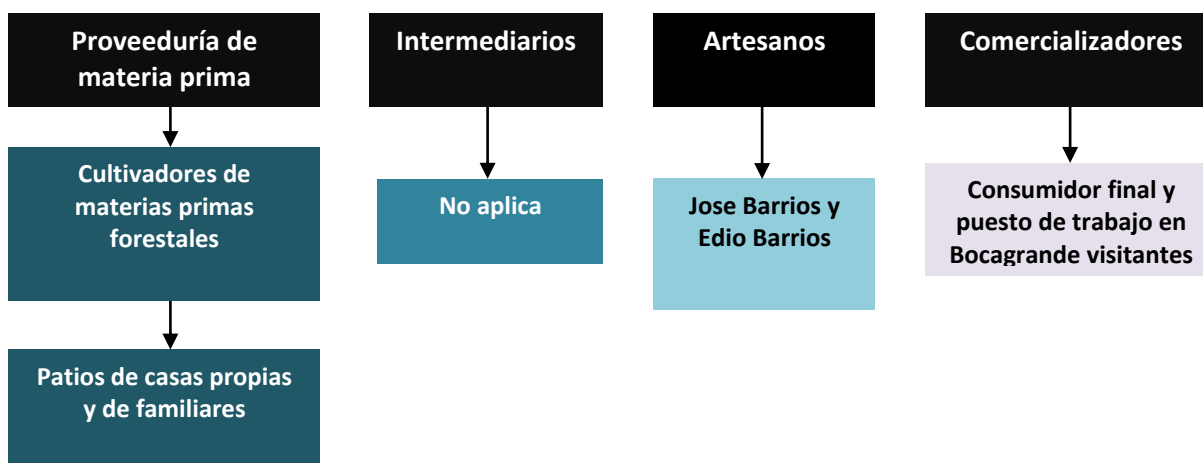 Proveeduría de
materia prima
Intermediarios
Artesanos
Comercializadores
Cultivadores de
materias primas
forestales
No aplica
Jose Barrios y
Edio Barrios
Consumidor final y
puesto de trabajo en
Bocagrande visitantes
Patios de casas propias
y de familiares